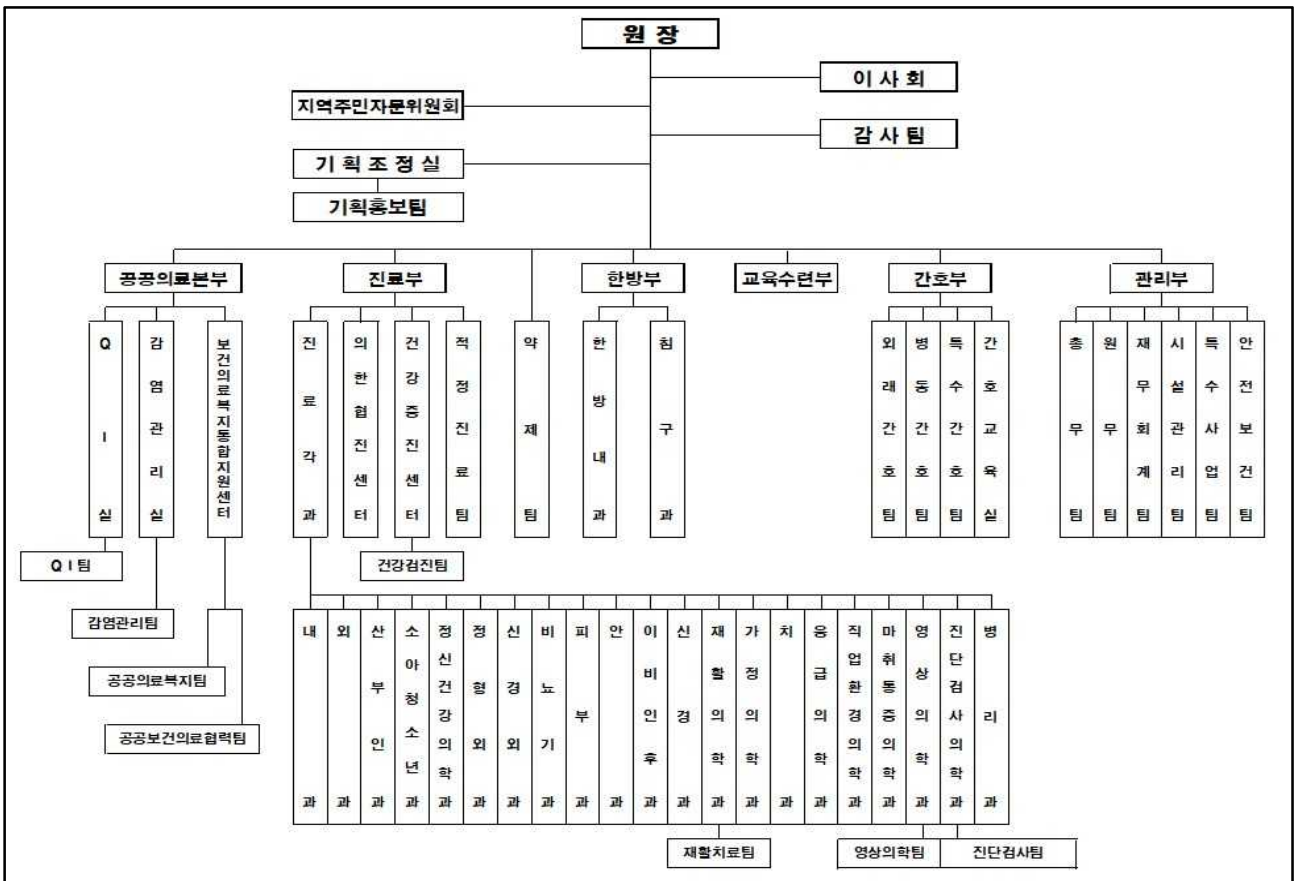 원 장
이 사 회
지역주민자문위원회
감 사 팀
기 획 조 정 실
기획홍보팀
공공의료본부
진료부
한방부
교육수련부
간호부
관리부
Q I 실
감염관리실
보건의료복지통합지원센터
진료각과
의한협진센터
건강증진센터
적정진료팀
약제팀
한방내과
침구과
외래간호팀
병동간호팀
특수간호팀
간호교육실
총무팀
원무팀
재무회계팀
시설관리팀
특수사업팀
안전보건팀
Q I 팀
건강검진팀
감염관리팀
공공의료복지팀
공공보건의료협력팀
내과
외과
산부인과
소아청소년과
정신건강의학과
정형외과
신경외과
비뇨기과
피부과
안과
이비인후과
신경과
재활의학과
가정의학과
치과
응급의학과
직업환경의학과
마취통증의학과
영상의학과
진단검사의학과
병리과
재활치료팀
영상의학팀
진단검사팀